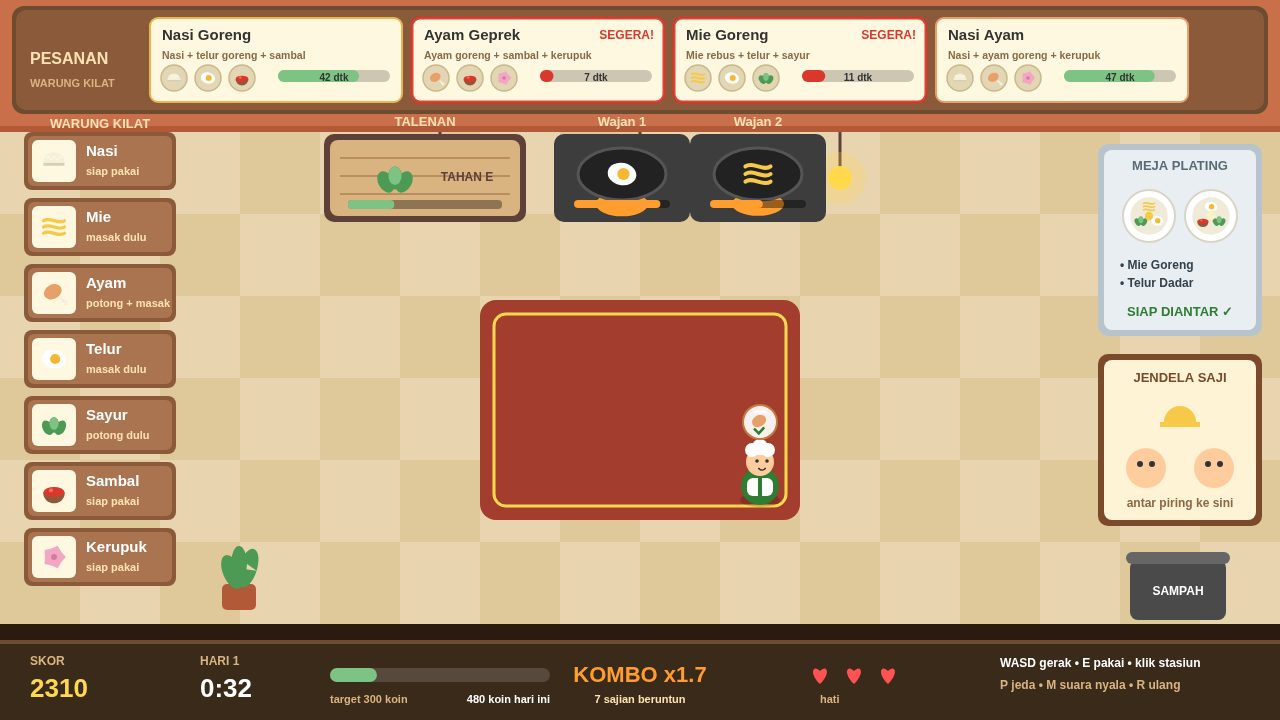 PESANAN
WARUNG KILAT
Nasi Goreng
Nasi + telur goreng + sambal
42 dtk
Ayam Geprek
SEGERA!
Ayam goreng + sambal + kerupuk
7 dtk
Mie Goreng
SEGERA!
Mie rebus + telur + sayur
11 dtk
Nasi Ayam
Nasi + ayam goreng + kerupuk
47 dtk
WARUNG KILAT
TALENAN
Wajan 1
Wajan 2
Nasi
siap pakai
Mie
masak dulu
Ayam
potong + masak
Telur
masak dulu
Sayur
potong dulu
Sambal
siap pakai
Kerupuk
siap pakai
TAHAN E
MEJA PLATING
• Mie Goreng
• Telur Dadar
SIAP DIANTAR ✓
JENDELA SAJI
antar piring ke sini
SAMPAH
SKOR
2310
HARI 1
0:32
target 300 koin
480 koin hari ini
KOMBO x1.7
7 sajian beruntun
hati
WASD gerak • E pakai • klik stasiun
P jeda • M suara nyala • R ulang